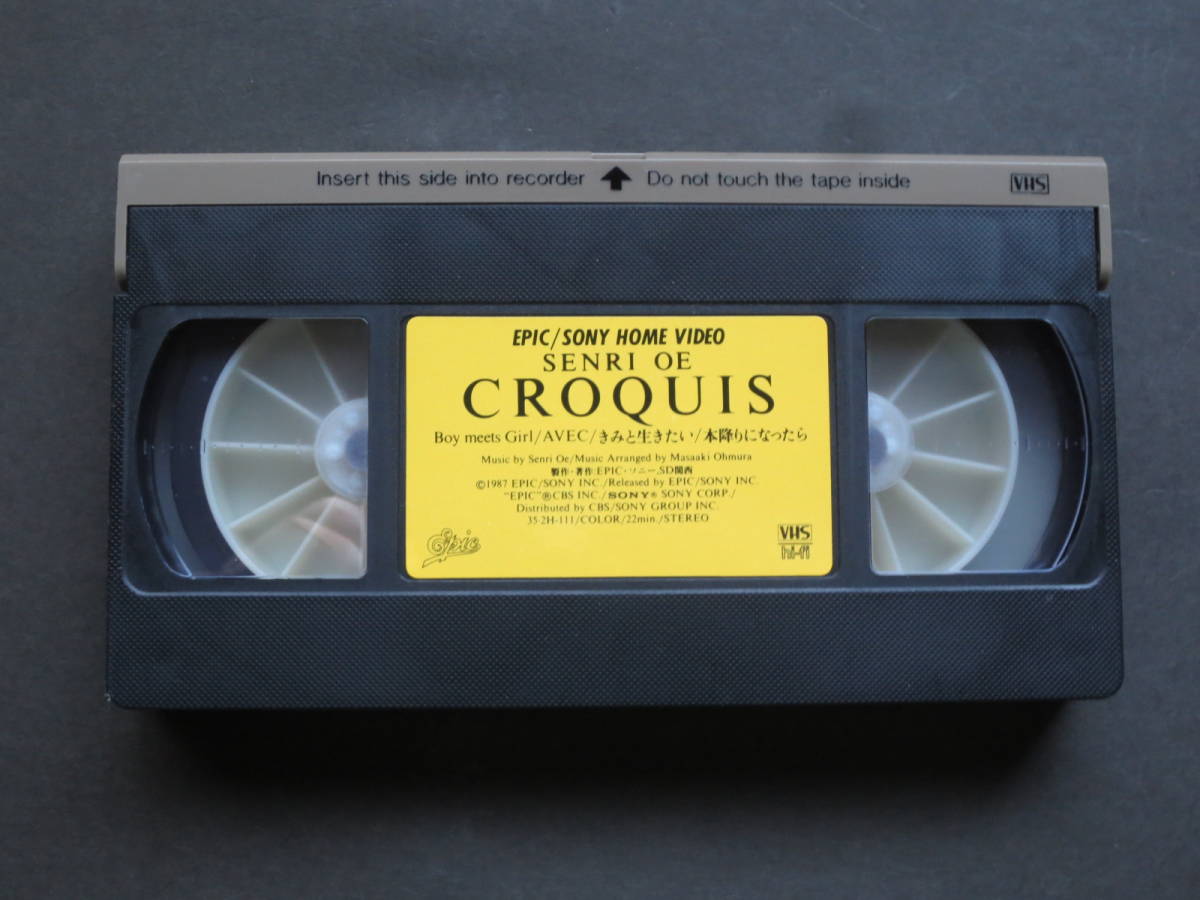 Insert this side into recorder Do not touch the tape inside VHS
EPIC/SONY HOME VIDEO
SENRI OE
CROQUIS
Boy meets Girl/AVEC/きみと生きたい/本降りになったら
Music by Senri Oe/Music Arranged by Masaaki Ohmura
製作・著作:EPIC・ソニー,SD関西
©1987 EPIC/SONY INC./Released by EPIC/SONY INC.
"EPIC"®CBS INC./SONY® SONY CORP./
Distributed by CBS/SONY GROUP INC.
35·2H-111/COLOR/22min./STEREO
Epic
VHS
hi-fi